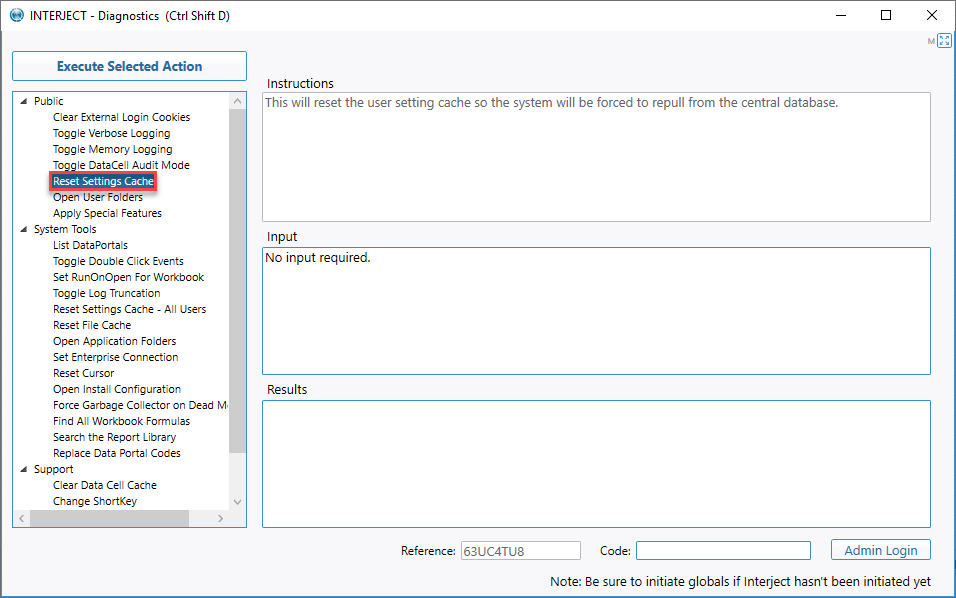 INTERJECT - Diagnostics  (Ctrl Shift D)
M
Execute Selected Action
Public
Clear External Login Cookies
Toggle Verbose Logging
Toggle Memory Logging
Toggle DataCell Audit Mode
Reset Settings Cache
Open User Folders
Apply Special Features
System Tools
List DataPortals
Toggle Double Click Events
Set RunOnOpen For Workbook
Toggle Log Truncation
Reset Settings Cache - All Users
Reset File Cache
Open Application Folders
Set Enterprise Connection
Reset Cursor
Open Install Configuration
Force Garbage Collector on Dead M
Find All Workbook Formulas
Search the Report Library
Replace Data Portal Codes
Support
Clear Data Cell Cache
Change ShortKey
Instructions
This will reset the user setting cache so the system will be forced to repull from the central database.
Input
No input required.
Results
Reference: 63UC4TU8 Code: Admin Login
Note: Be sure to initiate globals if Interject hasn't been initiated yet